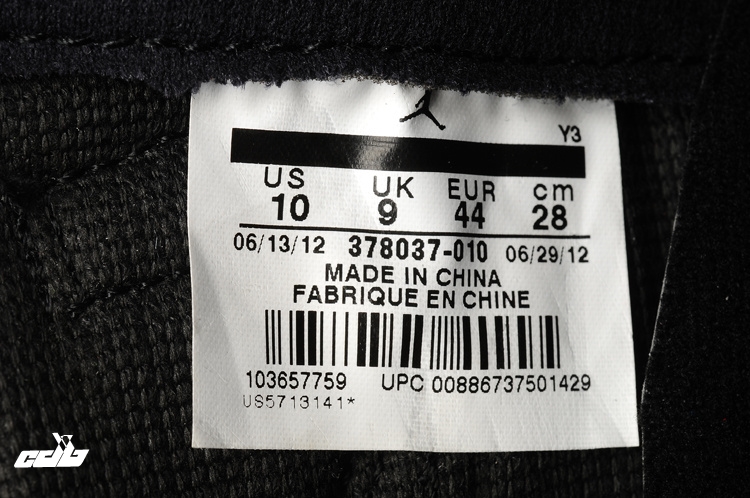 Y3
US UK EUR cm
10 9 44 28
06/13/12 378037-010 06/29/12
MADE IN CHINA
FABRIQUE EN CHINE
103657759 UPC 00886737501429
US5713141*
cdb